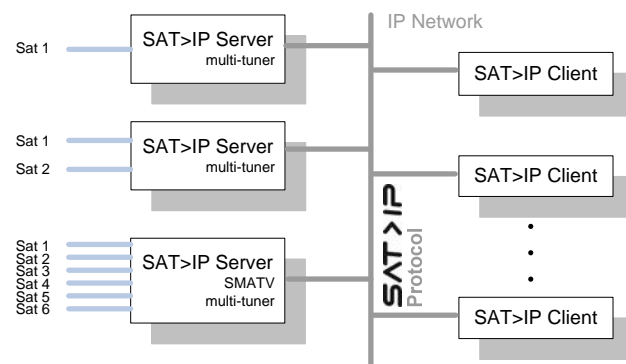 IP Network
Sat 1
SAT>IP Server
multi-tuner
SAT>IP Client
Sat 1
Sat 2
SAT>IP Server
multi-tuner
SAT>IP Client
SAT>IP
Protocol
Sat 1
Sat 2
Sat 3
Sat 4
Sat 5
Sat 6
SAT>IP Server
SMATV
multi-tuner
SAT>IP Client